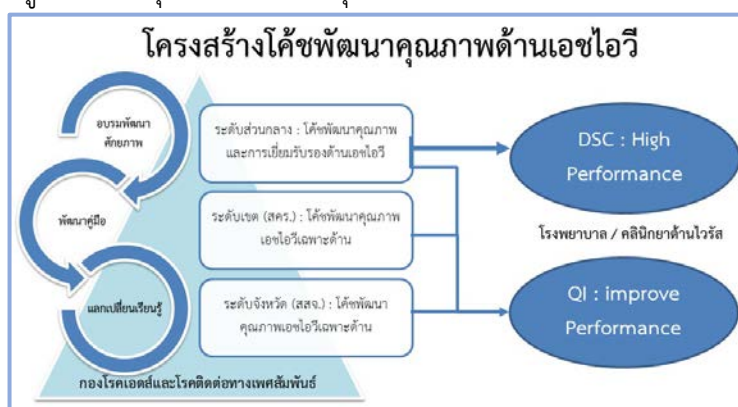 โครงสร้างโค้ชพัฒนาคุณภาพด้านเอชไอวี
อบรมพัฒนา
ศักยภาพ
พัฒนาคู่มือ
แลกเปลี่ยนเรียนรู้
ระดับส่วนกลาง : โค้ชพัฒนาคุณภาพ
และการเยี่ยมรับรองด้านเอชไอวี
ระดับเขต (สคร.) : โค้ชพัฒนาคุณภาพ
เอชไอวีเฉพาะด้าน
ระดับจังหวัด (สสจ.) : โค้ชพัฒนา
คุณภาพเอชไอวีเฉพาะด้าน
กองโรคเอดส์และโรคติดต่อทางเพศสัมพันธ์
DSC : High
Performance
โรงพยาบาล / คลินิกยาต้านไวรัส
QI : improve
Performance